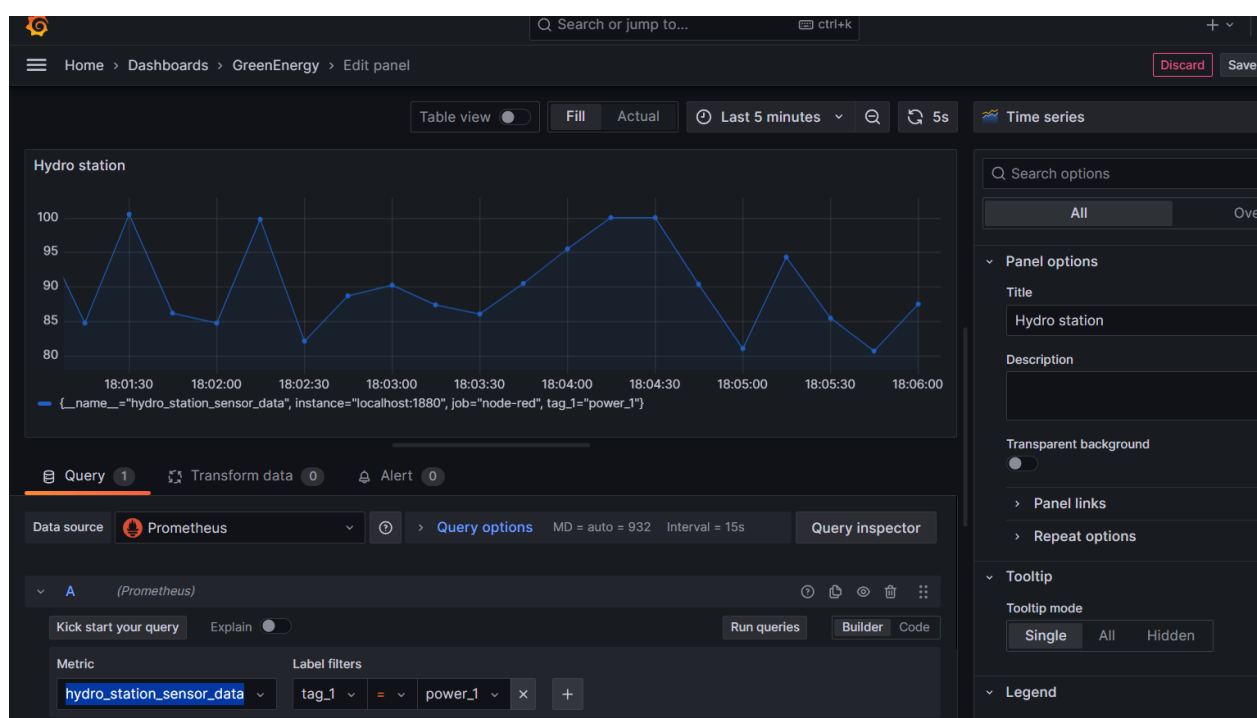 Search or jump to... ctrl+k
Home > Dashboards > GreenEnergy > Edit panel Discard Save
Table view Fill Actual Last 5 minutes 5s Time series
Hydro station
100
95
90
85
80
18:01:30 18:02:00 18:02:30 18:03:00 18:03:30 18:04:00 18:04:30 18:05:00 18:05:30 18:06:00
{__name__="hydro_station_sensor_data", instance="localhost:1880", job="node-red", tag_1="power_1"}
Query 1 Transform data 0 Alert 0
Data source Prometheus Query options MD = auto = 932 Interval = 15s Query inspector
A (Prometheus)
Kick start your query Explain Run queries Builder Code
Metric Label filters
hydro_station_sensor_data tag_1 = power_1
Search options
All Ove
Panel options
Title
Hydro station
Description
Transparent background
Panel links
Repeat options
Tooltip
Tooltip mode
Single All Hidden
Legend